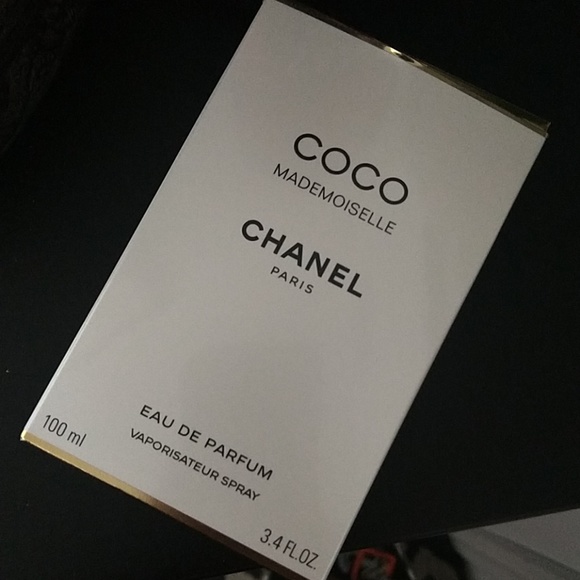 COCO
MADEMOISELLE
CHANEL
PARIS
EAU DE PARFUM
VAPORISATEUR SPRAY
100 ml
3.4 FL.OZ.